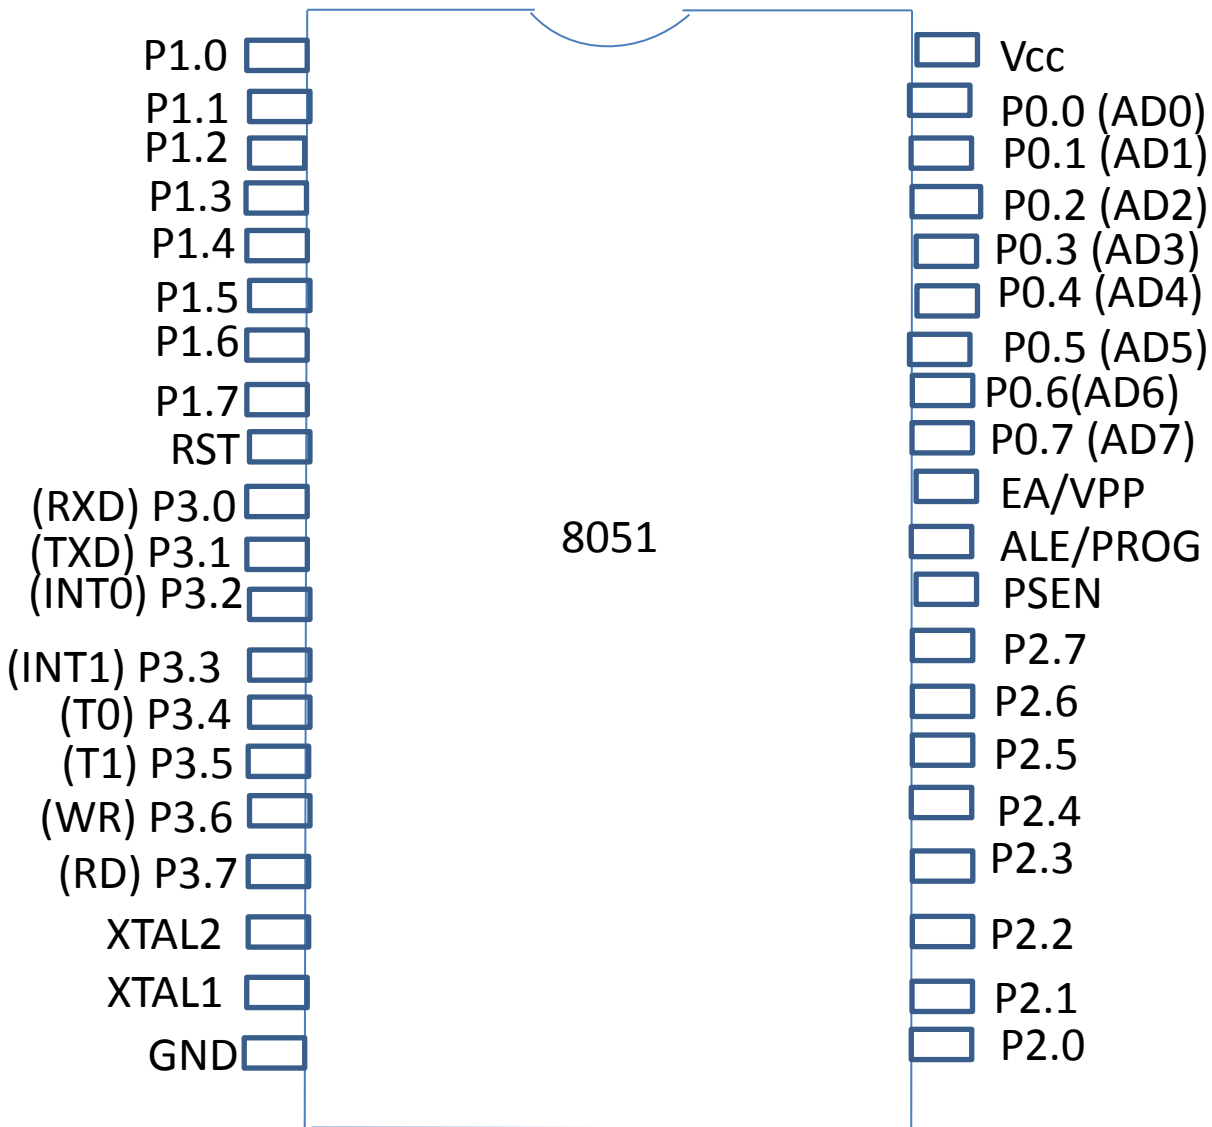 P1.0
P1.1
P1.2
P1.3
P1.4
P1.5
P1.6
P1.7
RST
(RXD) P3.0
(TXD) P3.1
(INT0) P3.2
(INT1) P3.3
(T0) P3.4
(T1) P3.5
(WR) P3.6
(RD) P3.7
XTAL2
XTAL1
GND
8051
Vcc
P0.0 (AD0)
P0.1 (AD1)
P0.2 (AD2)
P0.3 (AD3)
P0.4 (AD4)
P0.5 (AD5)
P0.6(AD6)
P0.7 (AD7)
EA/VPP
ALE/PROG
PSEN
P2.7
P2.6
P2.5
P2.4
P2.3
P2.2
P2.1
P2.0